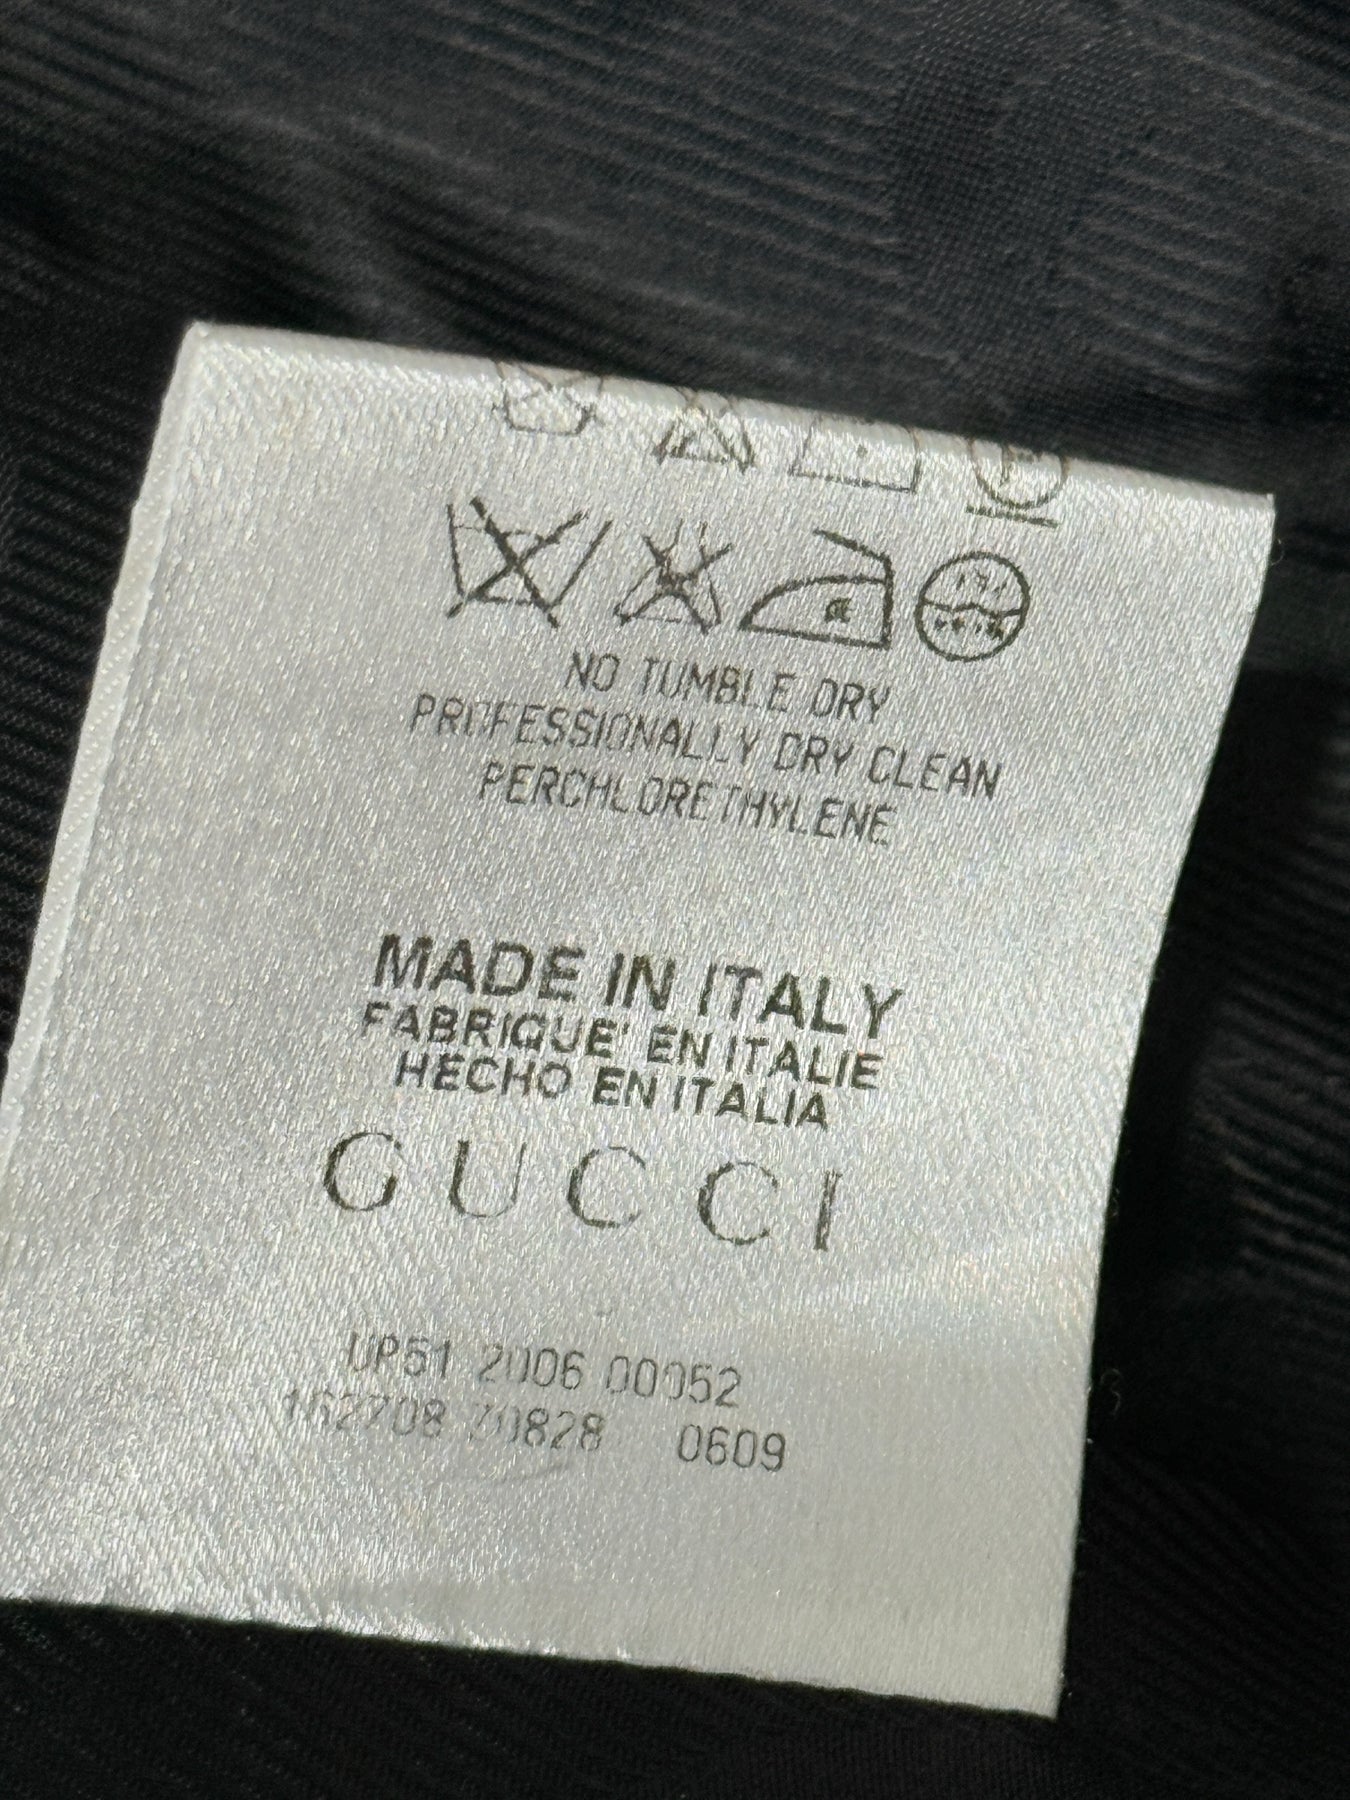 NO TUMBLE DRY
PROFESSIONALLY DRY CLEAN
PERCHLORETHYLENE
MADE IN ITALY
FABRIQUE' EN ITALIE
HECHO EN ITALIA
GUCCI
UP51 2006 00052
162708 Z0828 0609